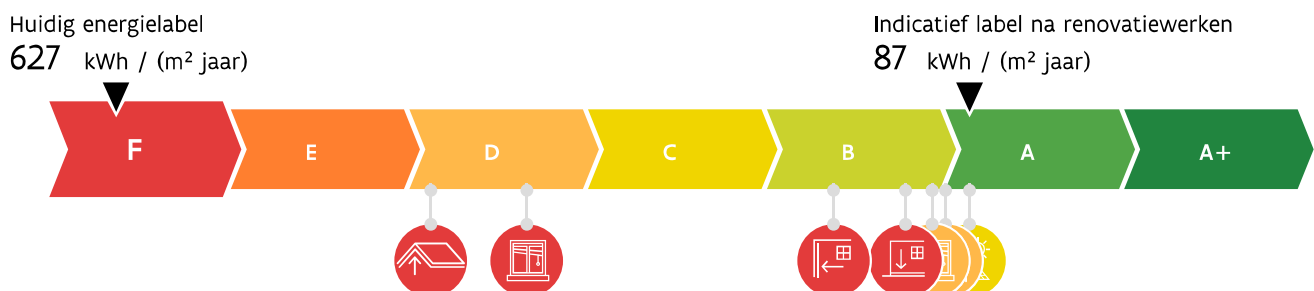 Huidig energielabel
627 kWh / (m² jaar)
Indicatief label na renovatiewerken
87 kWh / (m² jaar)
F
E
D
C
B
A
A+